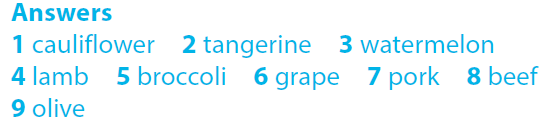 Answers
1 cauliflower 2 tangerine 3 watermelon
4 lamb 5 broccoli 6 grape 7 pork 8 beef
9 olive